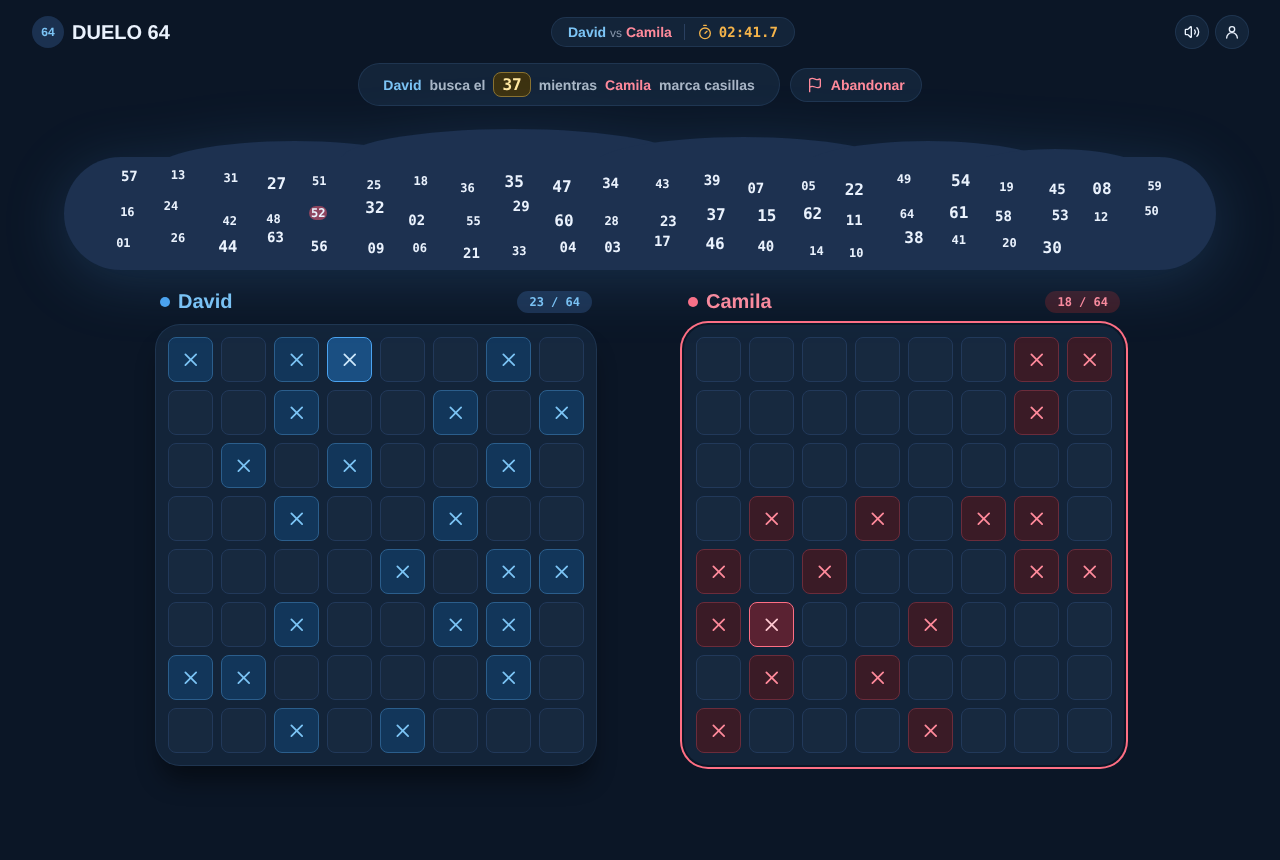 64 DUELO 64
David vs Camila 02:41.7
David busca el 37 mientras Camila marca casillas
Abandonar
57 13 31 27 51 25 18 36 35 47 34 43 39 07 05 22 49 54 19 45 08 59
16 24 42 48 52 32 02 55 29 60 28 23 37 15 62 11 64 61 58 53 12 50
01 26 44 63 56 09 06 21 33 04 03 17 46 40 14 10 38 41 20 30
David 23 / 64
Camila 18 / 64